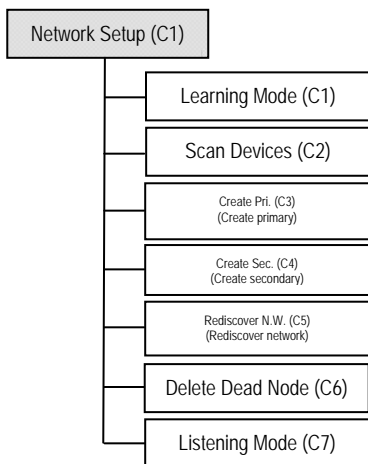 Network Setup (C1)
Learning Mode (C1)
Scan Devices (C2)
Create Pri. (C3)
(Create primary)
Create Sec. (C4)
(Create secondary)
Rediscover N.W. (C5)
(Rediscover network)
Delete Dead Node (C6)
Listening Mode (C7)